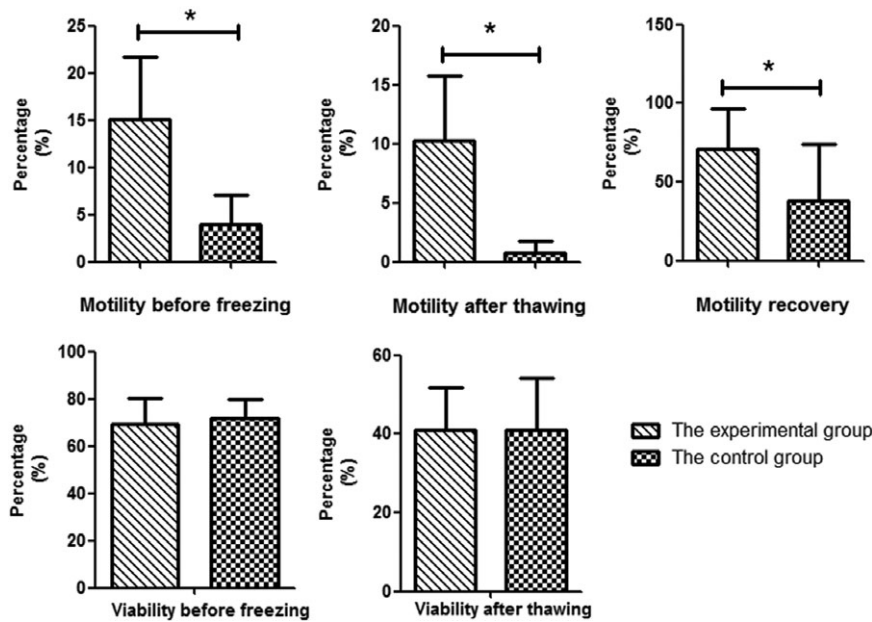 *
25
20
15
10
5
0
Percentage
(%)
Motility before freezing
*
20
15
10
5
0
Percentage
(%)
Motility after thawing
*
150
100
50
0
Percentage
(%)
Motility recovery
100
80
60
40
20
0
Percentage
(%)
Viability before freezing
60
40
20
0
Percentage
(%)
Viability after thawing
The experimental group
The control group